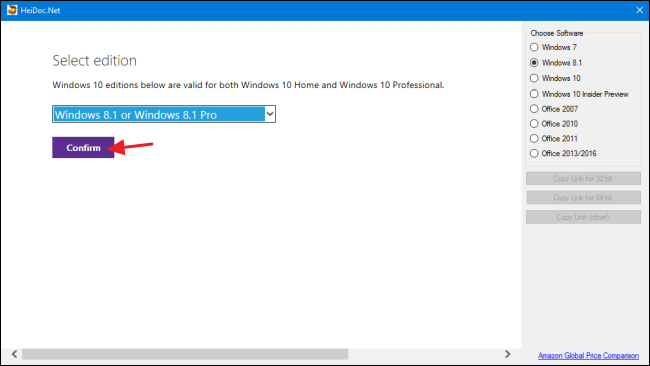 HeiDoc.Net
Select edition
Windows 10 editions below are valid for both Windows 10 Home and Windows 10 Professional.
Windows 8.1 or Windows 8.1 Pro
Confirm
Choose Software
Windows 7
Windows 8.1
Windows 10
Windows 10 Insider Preview
Office 2007
Office 2010
Office 2011
Office 2013/2016
Copy Link for 32 bit
Copy Link for 64 bit
Copy Link (other)
Amazon Global Price Comparison